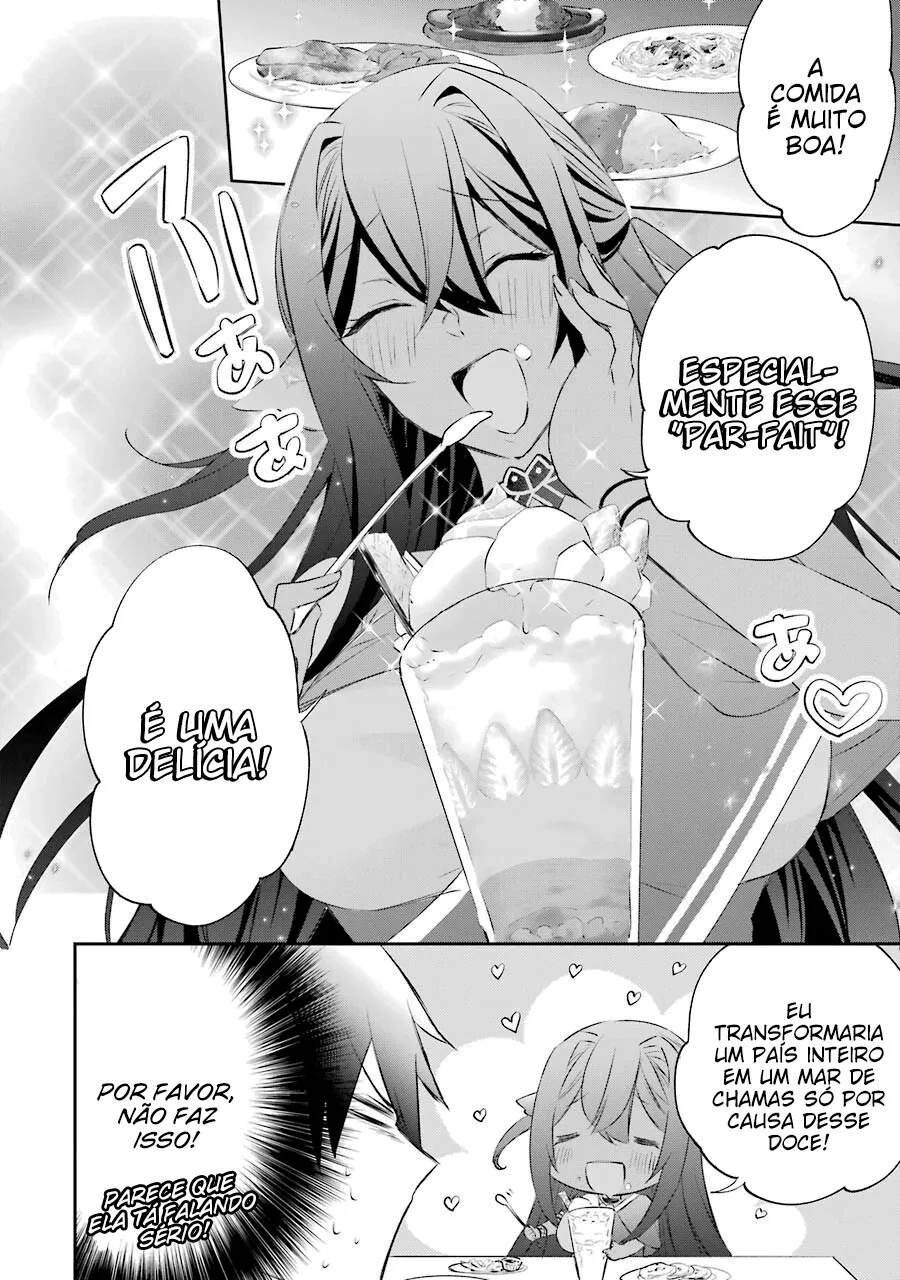 A
COMIDA
É MUITO
BOA!
ESPECIAL-
MENTE ESSE
"PAR-FAIT"!
ふ
あ
あ
あ
É UMA
DELÍCIA!
EU
TRANSFORMARIA
UM PAÍS INTEIRO
EM UM MAR DE
CHAMAS SÓ POR
CAUSA DESSE
DOCE!
POR FAVOR,
NÃO FAZ
ISSO!
PARECE QUE
ELA TÁ FALANDO
SÉRIO!